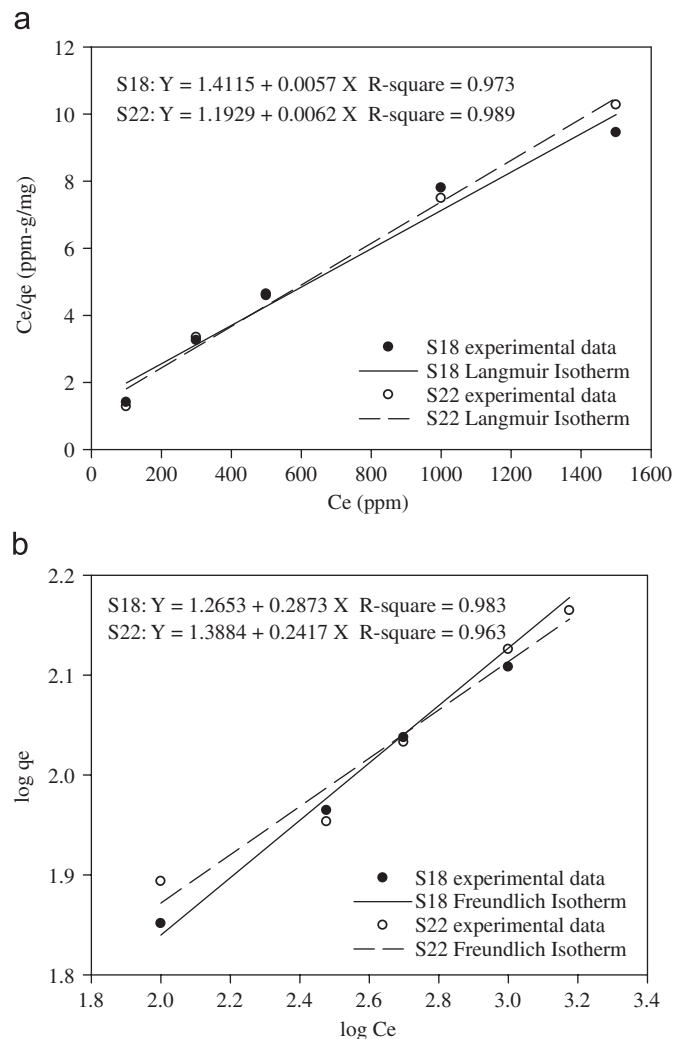 a
12
10
8
6
4
2
0
Ce/qe (ppm-g/mg)
S18: Y = 1.4115 + 0.0057 X R-square = 0.973
S22: Y = 1.1929 + 0.0062 X R-square = 0.989
S18 experimental data
S18 Langmuir Isotherm
S22 experimental data
S22 Langmuir Isotherm
0 200 400 600 800 1000 1200 1400 1600
Ce (ppm)
b
2.2
2.1
2.0
1.9
1.8
log qe
S18: Y = 1.2653 + 0.2873 X R-square = 0.983
S22: Y = 1.3884 + 0.2417 X R-square = 0.963
S18 experimental data
S18 Freundlich Isotherm
S22 experimental data
S22 Freundlich Isotherm
1.8 2.0 2.2 2.4 2.6 2.8 3.0 3.2 3.4
log Ce